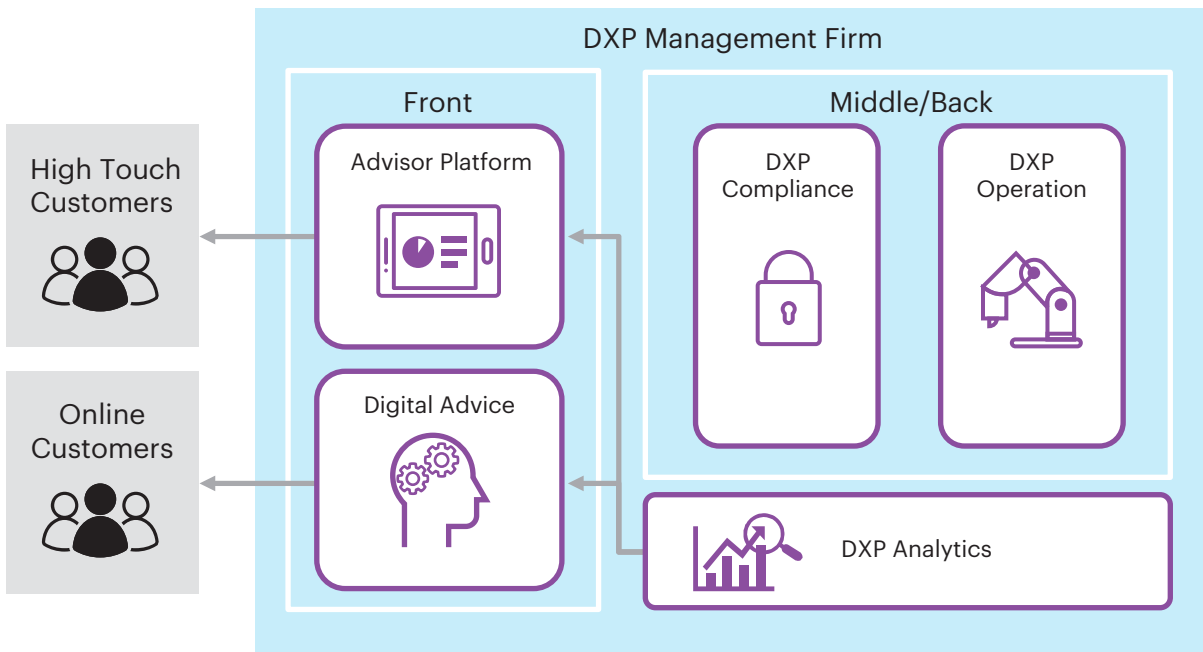 DXP Management Firm
Front
Middle/Back
High Touch
Customers
Advisor Platform
DXP
Compliance
DXP
Operation
Online
Customers
Digital Advice
DXP Analytics